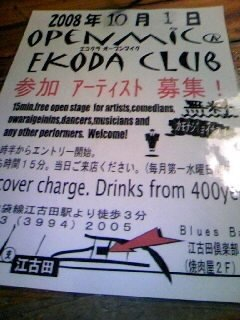 2008年10月1日
OPENMIC@
EKODA CLUB
エコダクラ オープンマイク
参加 アーティスト 募集!
15min.free open stage for artists,comedians,
owaraigeinins,dancers,musicians and
any other performers. Welcome!
無料
時半からエントリー開始。
時間15分。当日ご来店ください。(毎月第一水曜日
cover charge. Drinks from 400ye
袋線江古田駅より徒歩3分
3 (3994) 2005
Blues Ba
江古田倶楽部
(焼肉屋2F)
江古田